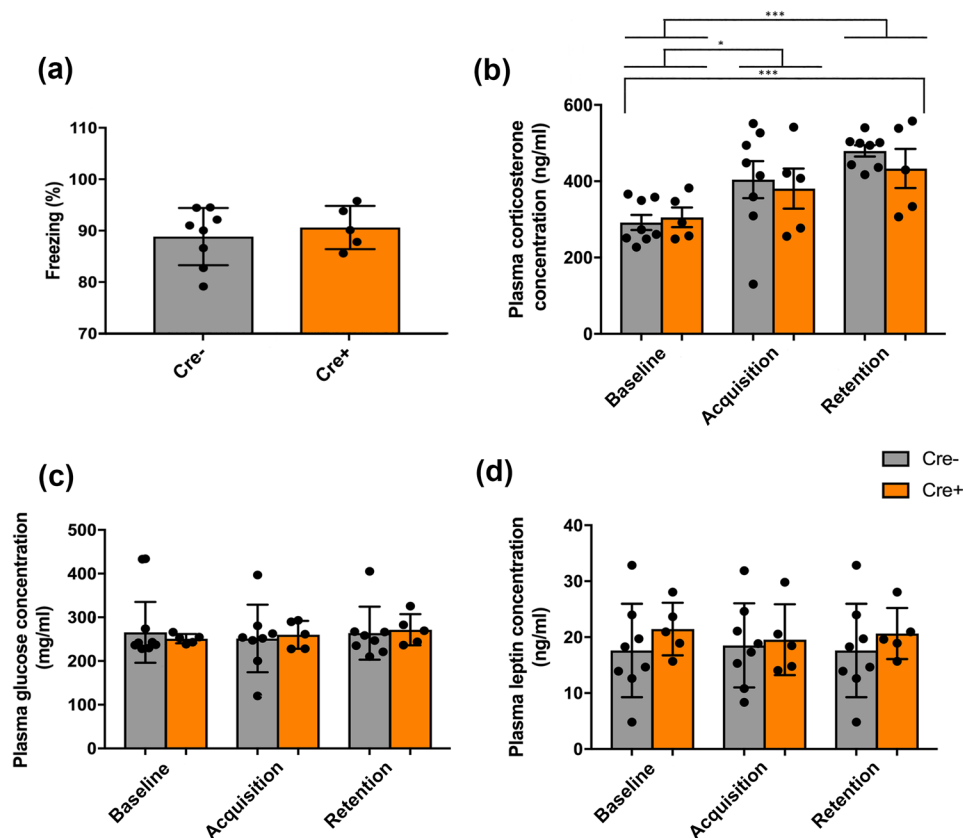 (a)
Freezing (%)
110
100
90
80
70
Cre-
Cre+
(b)
***
*
***
Plasma corticosterone
concentration (ng/ml)
600
400
200
0
Baseline
Acquisition
Retention
(c)
Plasma glucose concentration
(mg/ml)
500
400
300
200
100
0
Baseline
Acquisition
Retention
(d)
Cre-
Cre+
Plasma leptin concentration
(ng/ml)
40
30
20
10
0
Baseline
Acquisition
Retention